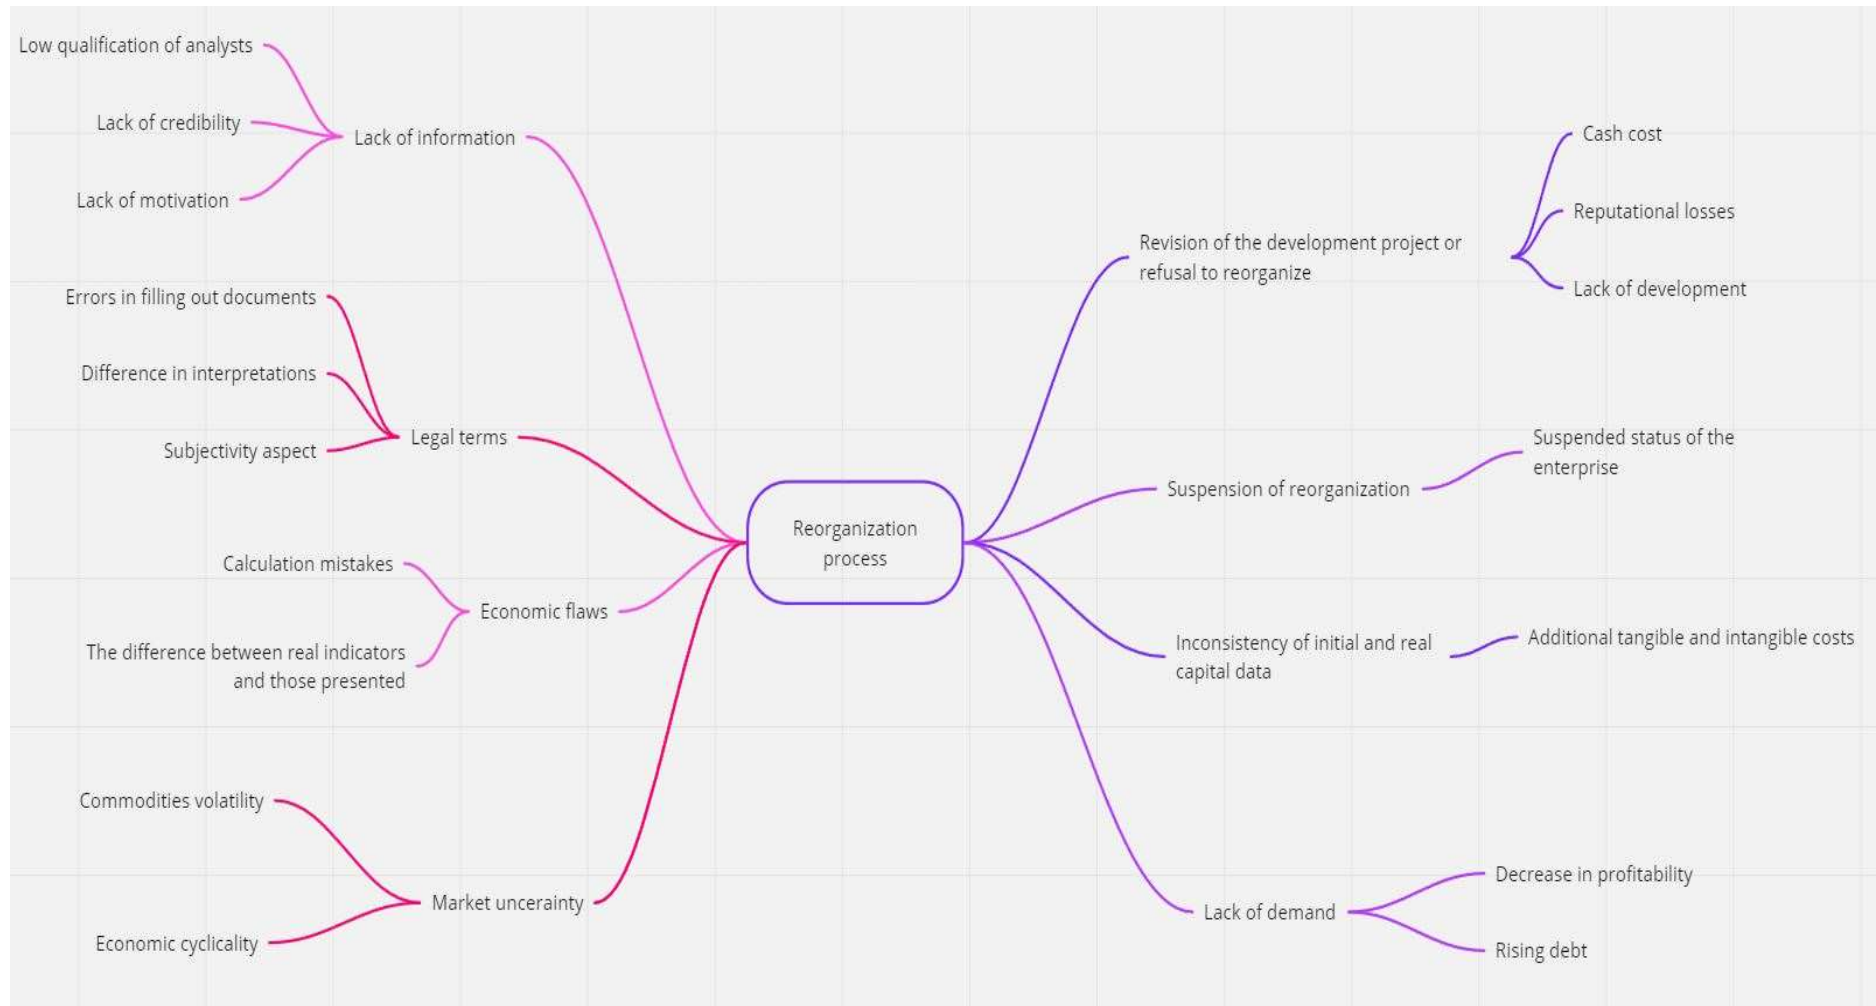 Low qualification of analysts
Lack of credibility
Lack of motivation
Lack of information
Errors in filling out documents
Difference in interpretations
Subjectivity aspect
Legal terms
Calculation mistakes
The difference between real indicators
and those presented
Economic flaws
Commodities volatility
Economic cyclicality
Market uncerainty
Reorganization
process
Revision of the development project or
refusal to reorganize
Cash cost
Reputational losses
Lack of development
Suspension of reorganization
Suspended status of the
enterprise
Inconsistency of initial and real
capital data
Additional tangible and intangible costs
Lack of demand
Decrease in profitability
Rising debt